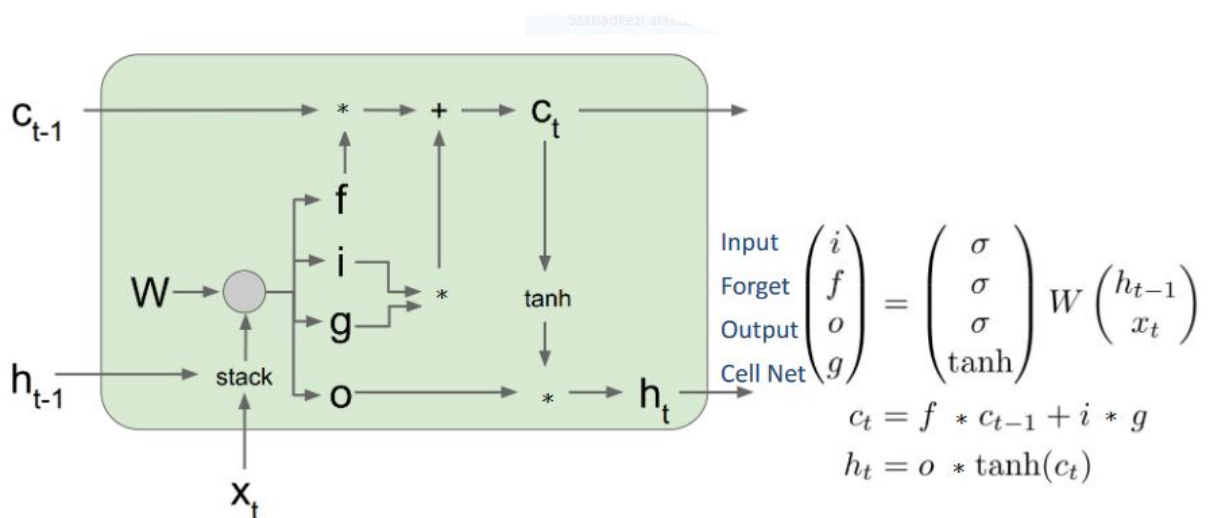 Szabadkézi
c_{t-1} * + c_t
f
i
W * tanh
g
h_{t-1} stack
o * h_t
x_t
Input i σ
Forget f = σ W h_{t-1}
Output o σ x_t
Cell Net g tanh
c_t = f * c_{t-1} + i * g
h_t = o * tanh(c_t)